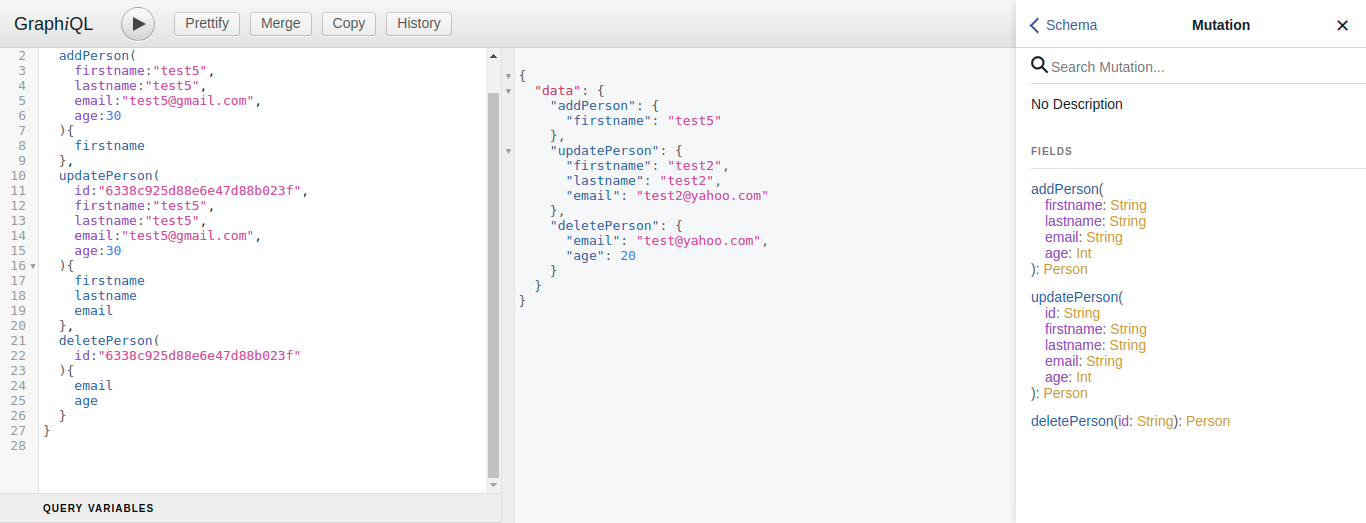 GraphiQL
Prettify
Merge
Copy
History
2 addPerson(
3 firstname:"test5",
4 lastname:"test5",
5 email:"test5@gmail.com",
6 age:30
7 ){
8 firstname
9 },
10 updatePerson(
11 id:"6338c925d88e6e47d88b023f",
12 firstname:"test5",
13 lastname:"test5",
14 email:"test5@gmail.com",
15 age:30
16 ){
17 firstname
18 lastname
19 email
20 },
21 deletePerson(
22 id:"6338c925d88e6e47d88b023f"
23 ){
24 email
25 age
26 }
27 }
28
QUERY VARIABLES
{
"data": {
"addPerson": {
"firstname": "test5"
},
"updatePerson": {
"firstname": "test2",
"lastname": "test2",
"email": "test2@yahoo.com"
},
"deletePerson": {
"email": "test@yahoo.com",
"age": 20
}
}
}
Schema
Mutation
Search Mutation...
No Description
FIELDS
addPerson(
firstname: String
lastname: String
email: String
age: Int
): Person
updatePerson(
id: String
firstname: String
lastname: String
email: String
age: Int
): Person
deletePerson(id: String): Person